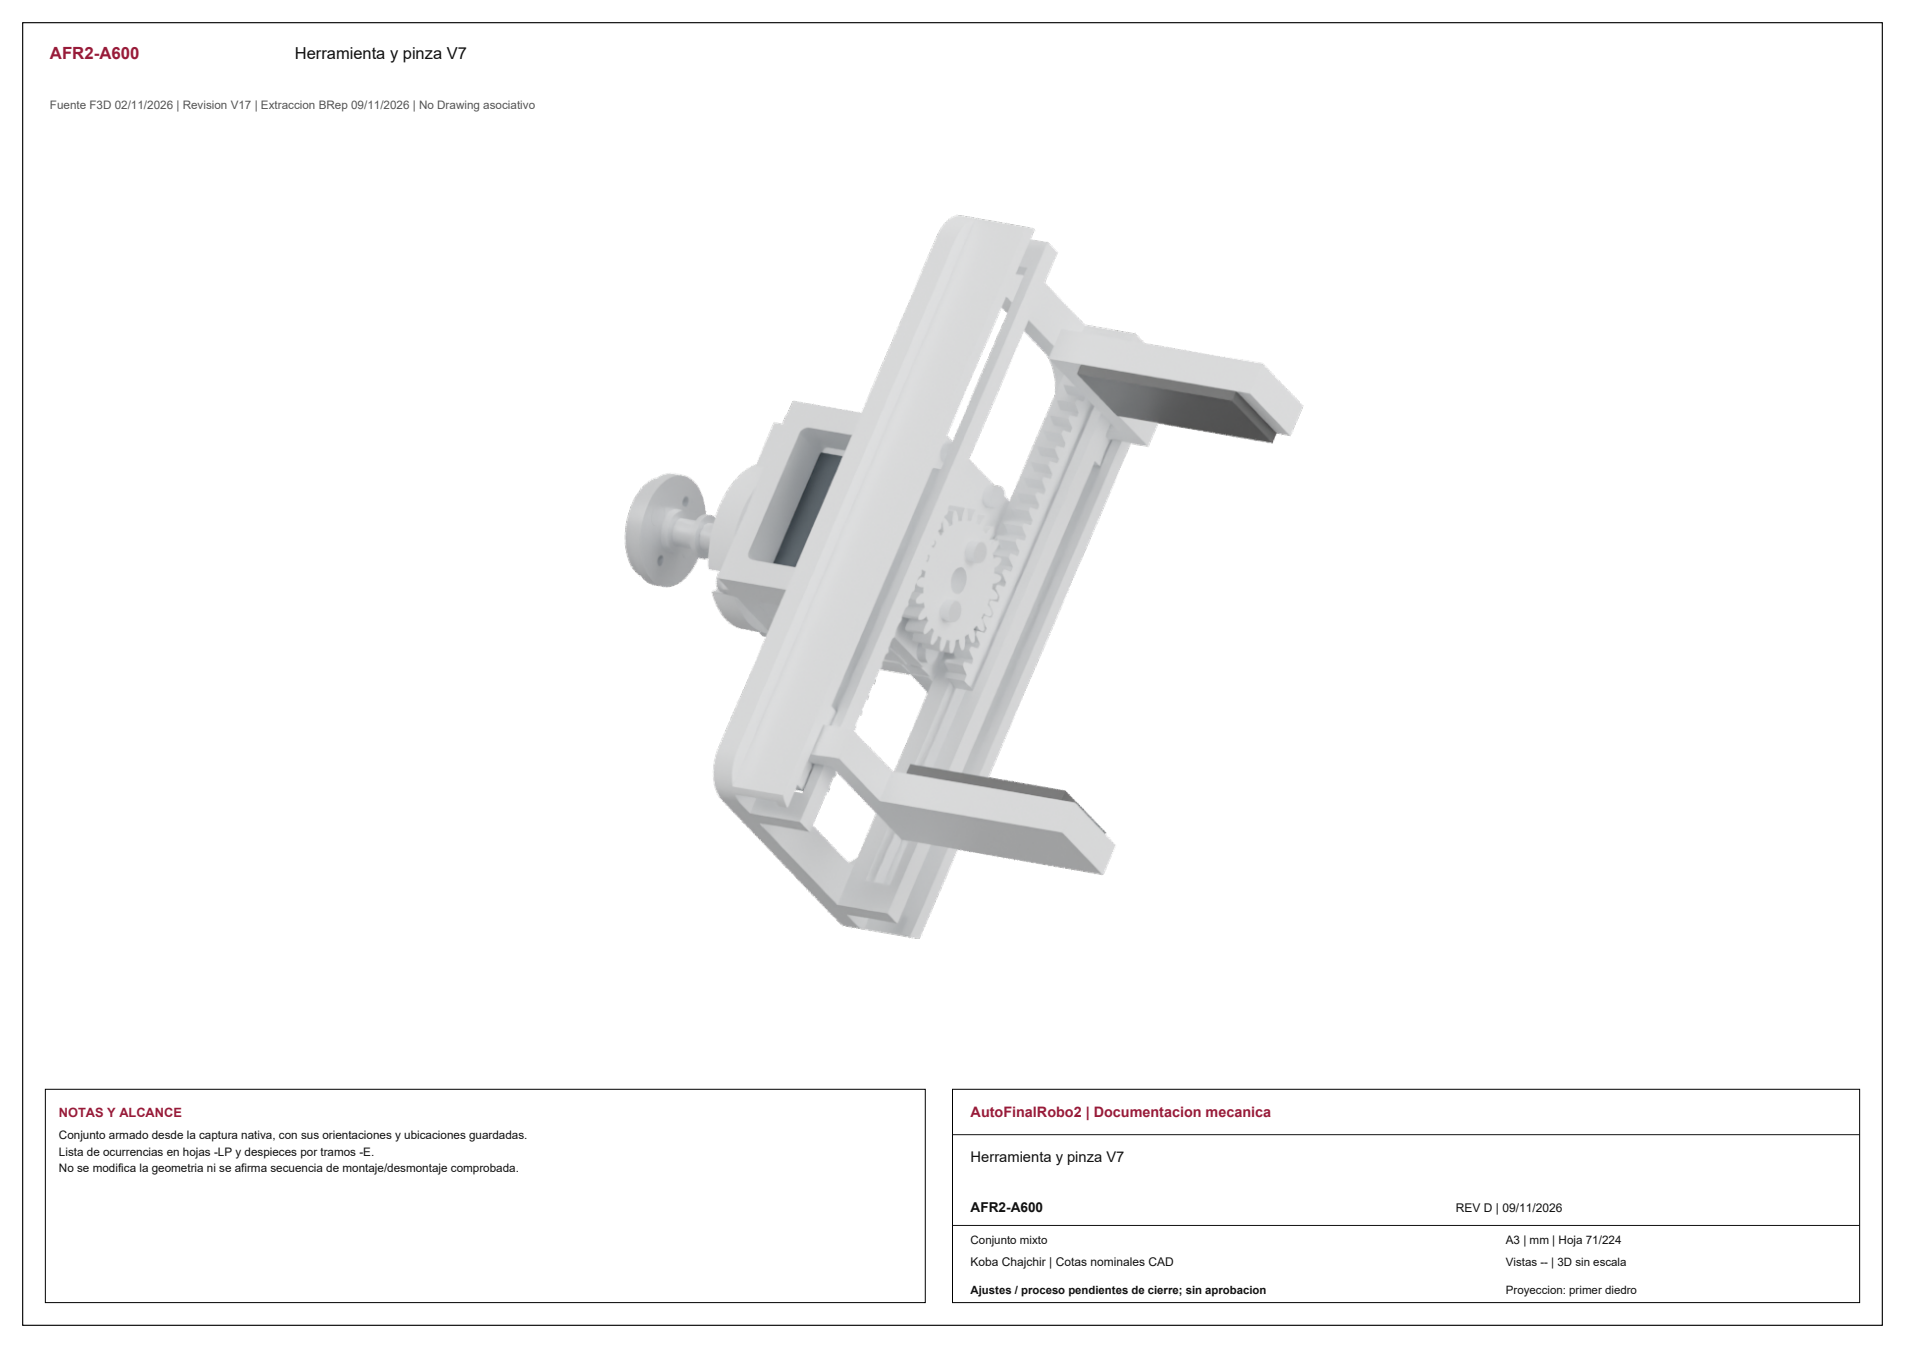 AFR2-A600
Herramienta y pinza V7
Fuente F3D 02/11/2026 | Revision V17 | Extraccion BRep 09/11/2026 | No Drawing asociativo
NOTAS Y ALCANCE
Conjunto armado desde la captura nativa, con sus orientaciones y ubicaciones guardadas.
Lista de ocurrencias en hojas -LP y despieces por tramos -E.
No se modifica la geometria ni se afirma secuencia de montaje/desmontaje comprobada.
AutoFinalRobo2 | Documentacion mecanica
Herramienta y pinza V7
AFR2-A600
REV D | 09/11/2026
Conjunto mixto
A3 | mm | Hoja 71/224
Koba Chajchir | Cotas nominales CAD
Vistas -- | 3D sin escala
Ajustes / proceso pendientes de cierre; sin aprobacion
Proyeccion: primer diedro